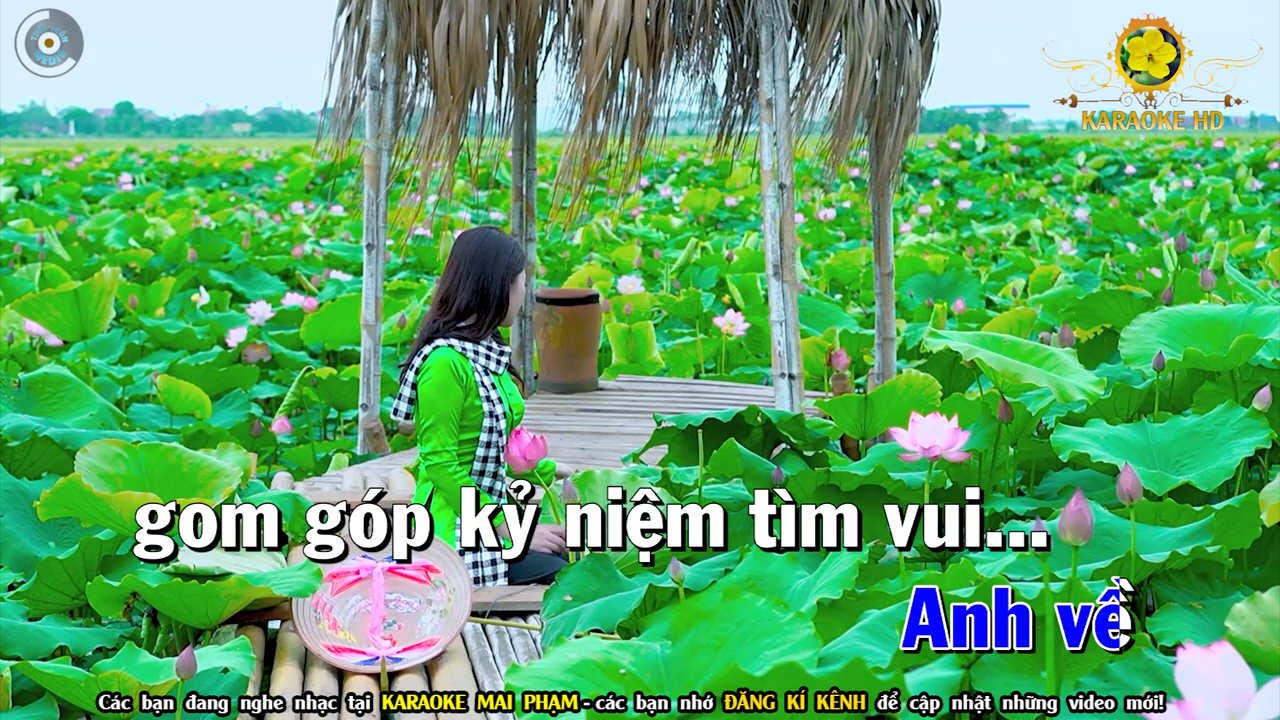 KARAOKE HD
gom góp kỷ niệm tìm vui...
Anh về
Các bạn đang nghe nhạc tại KARAOKE MAI PHẠM - các bạn nhớ ĐĂNG KÍ KÊNH để cập nhật những video mới!